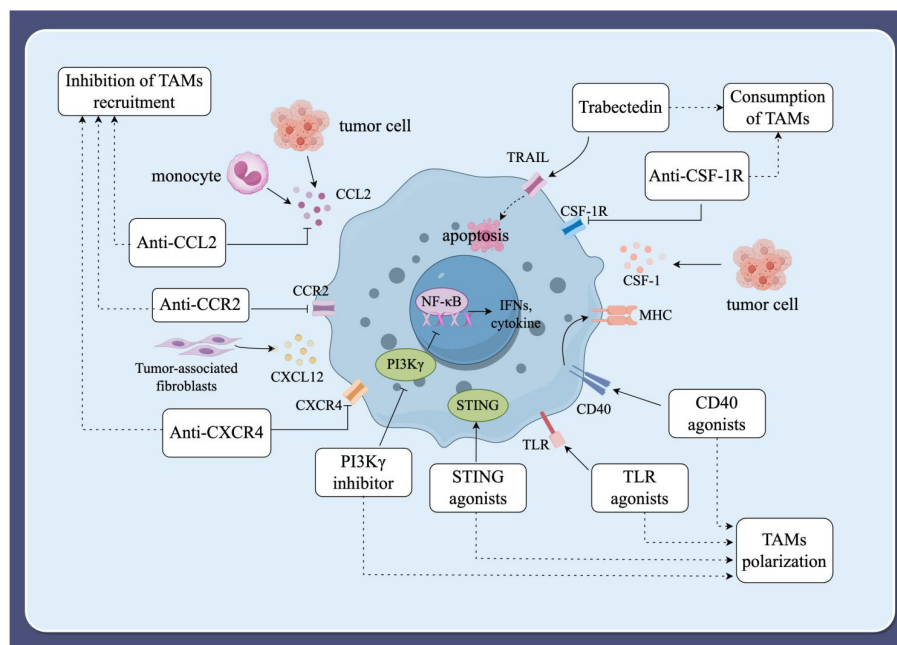 Inhibition of TAMs
recruitment
tumor cell
monocyte
CCL2
Anti-CCL2
CCR2
Anti-CCR2
Tumor-associated
fibroblasts
CXCL12
CXCR4
Anti-CXCR4
Trabectedin
Consumption
of TAMs
TRAIL
Anti-CSF-1R
CSF-1R
apoptosis
CSF-1
tumor cell
NF-κB
IFNs,
cytokine
MHC
PI3Kγ
STING
CD40
TLR
CD40
agonists
PI3Kγ
inhibitor
STING
agonists
TLR
agonists
TAMs
polarization